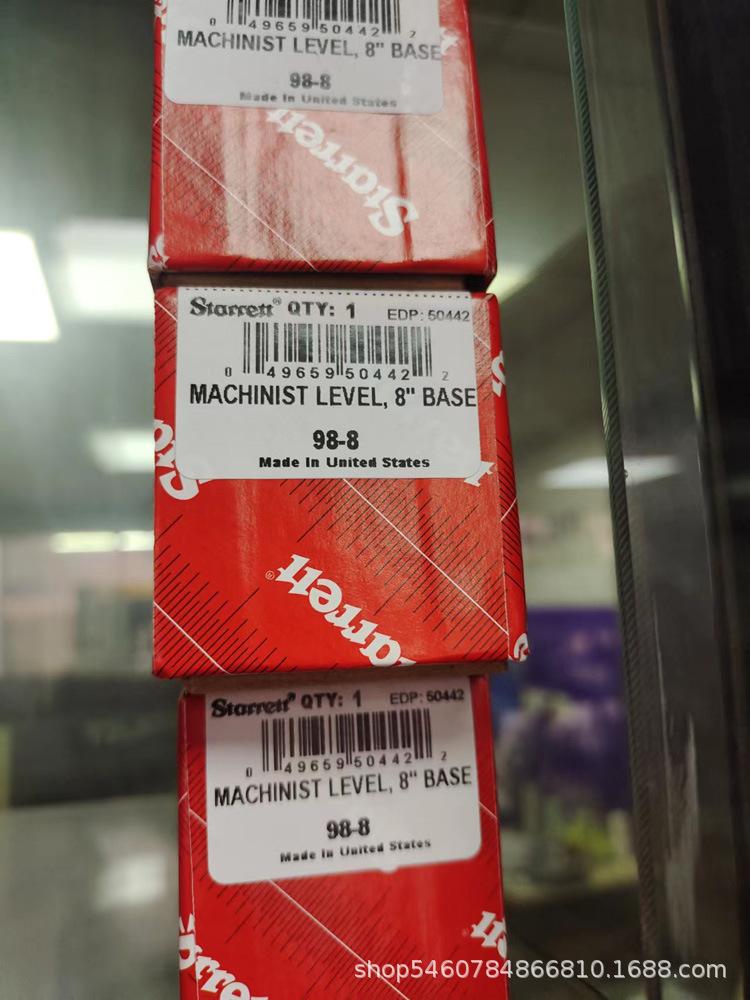 0 49659 50442 2
MACHINIST LEVEL, 8" BASE
98-8
Made in United States
Starrett
Starrett® QTY: 1 EDP: 50442
0 49659 50442 2
MACHINIST LEVEL, 8" BASE
98-8
Made in United States
Starrett®
Starrett® QTY: 1 EDP: 50442
0 49659 50442 2
MACHINIST LEVEL, 8" BASE
98-8
Made in United States
shop5460784866810.1688.com